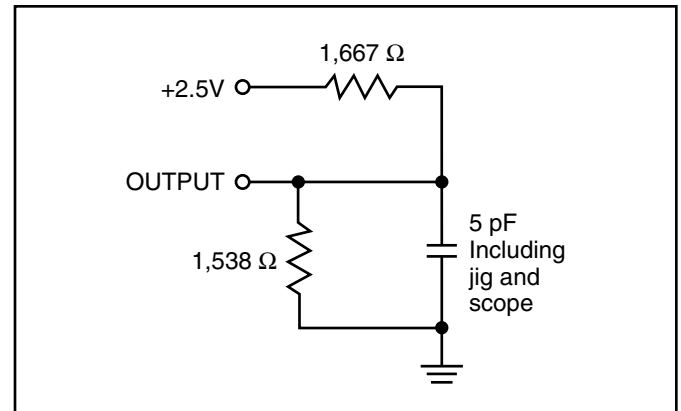 1,667 Ω
+2.5V
OUTPUT
1,538 Ω
5 pF
Including
jig and
scope